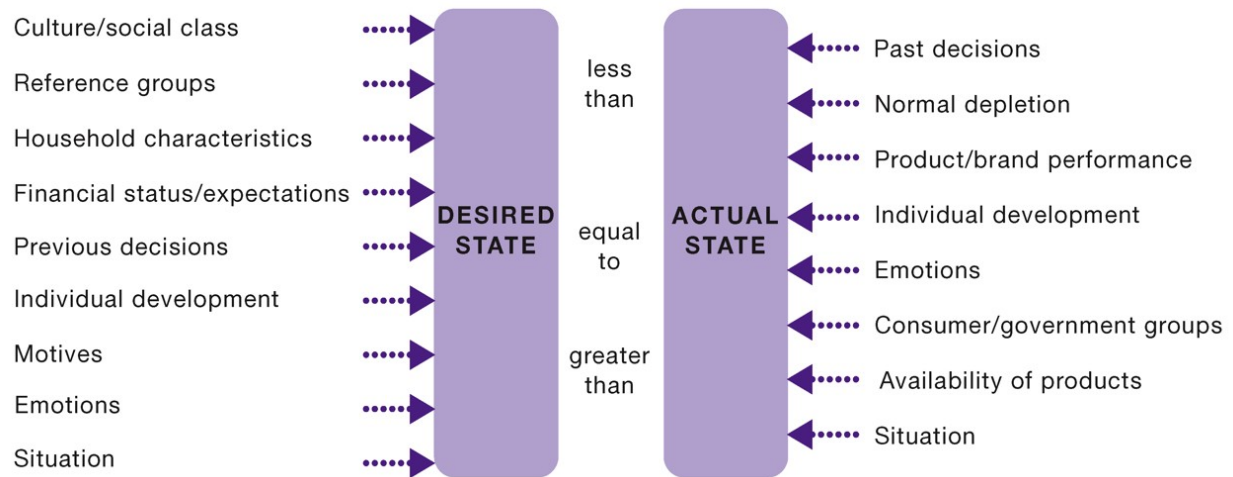 Culture/social class
Reference groups
Household characteristics
Financial status/expectations
Previous decisions
Individual development
Motives
Emotions
Situation
DESIRED
STATE
less
than
equal
to
greater
than
ACTUAL
STATE
Past decisions
Normal depletion
Product/brand performance
Individual development
Emotions
Consumer/government groups
Availability of products
Situation